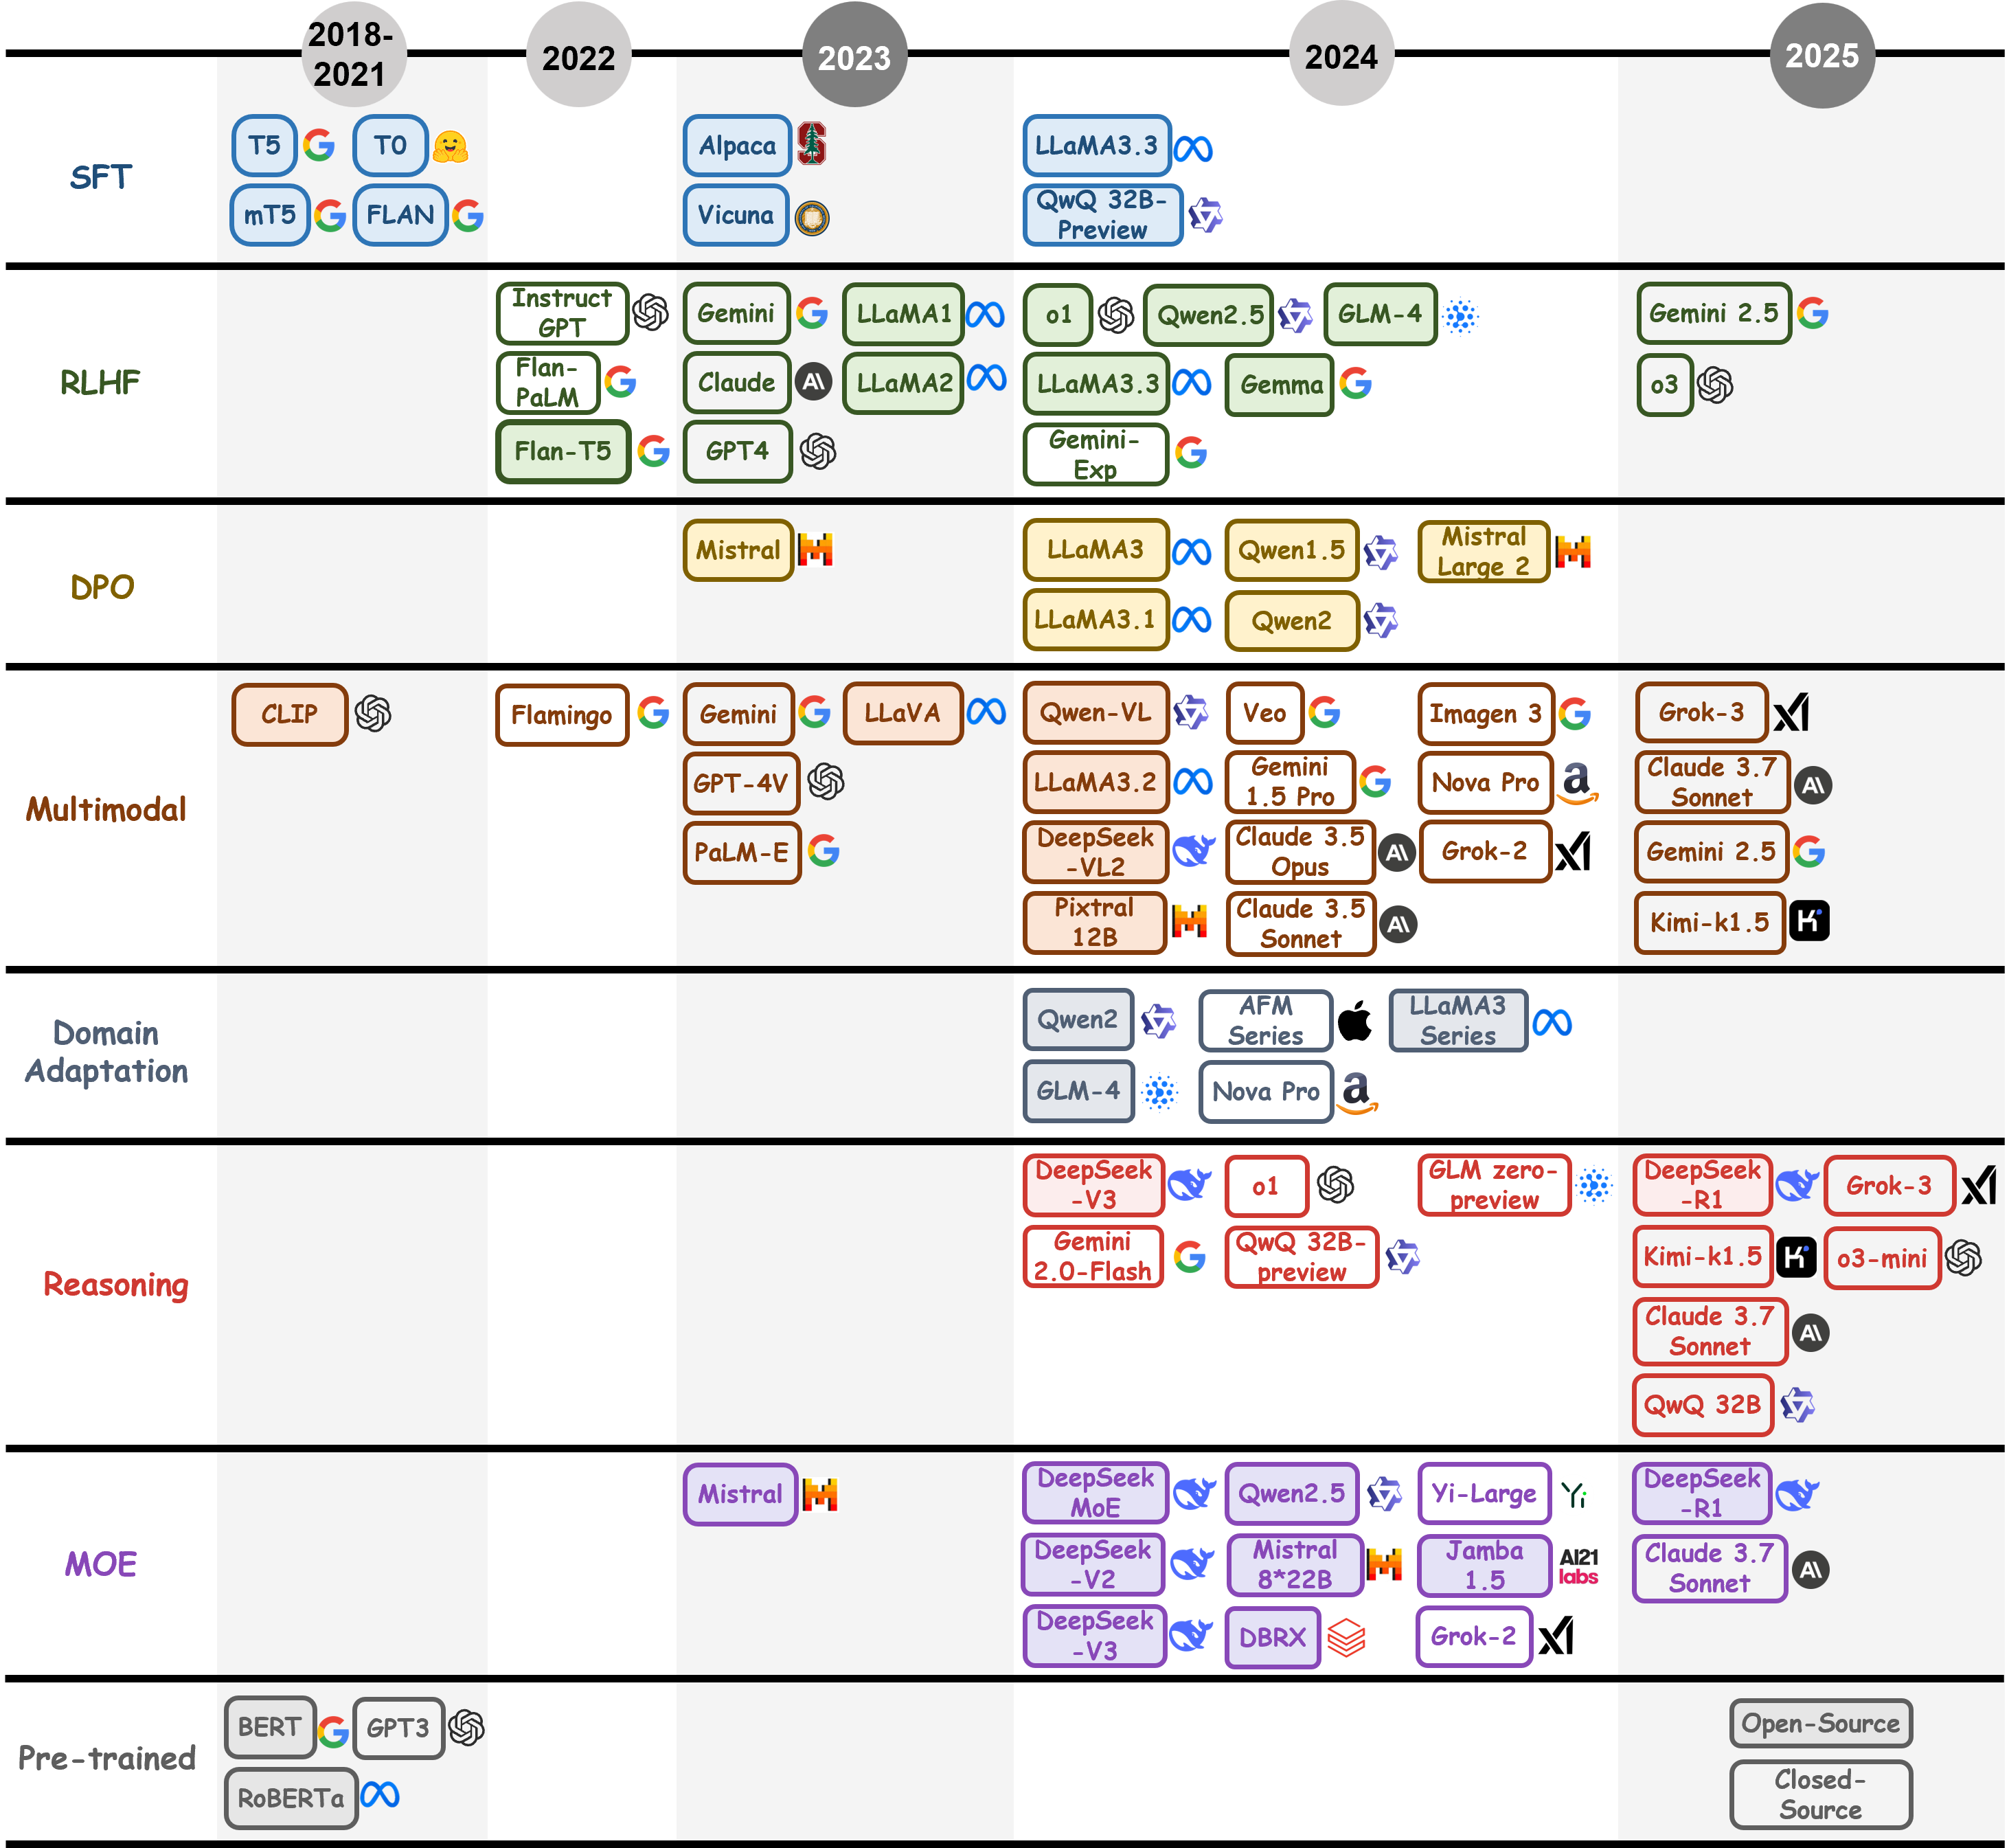 2018-
2021
2022
2023
2024
2025
SFT
T5
T0
mT5
FLAN
Alpaca
Vicuna
LLaMA3.3
QwQ 32B-
Preview
RLHF
Instruct
GPT
Flan-
PaLM
Flan-T5
Gemini
LLaMA1
Claude
LLaMA2
GPT4
o1
Qwen2.5
GLM-4
LLaMA3.3
Gemma
Gemini-
Exp
Gemini 2.5
o3
DPO
Mistral
LLaMA3
Qwen1.5
Mistral
Large 2
LLaMA3.1
Qwen2
Multimodal
CLIP
Flamingo
Gemini
LLaVA
GPT-4V
PaLM-E
Qwen-VL
Veo
Imagen 3
LLaMA3.2
Gemini
1.5 Pro
Nova Pro
DeepSeek
-VL2
Claude 3.5
Opus
Grok-2
Pixtral
12B
Claude 3.5
Sonnet
Grok-3
Claude 3.7
Sonnet
Gemini 2.5
Kimi-k1.5
Domain
Adaptation
Qwen2
AFM
Series
LLaMA3
Series
GLM-4
Nova Pro
Reasoning
DeepSeek
-V3
o1
GLM zero-
preview
Gemini
2.0-Flash
QwQ 32B-
preview
DeepSeek
-R1
Grok-3
Kimi-k1.5
o3-mini
Claude 3.7
Sonnet
QwQ 32B
MOE
Mistral
DeepSeek
MoE
Qwen2.5
Yi-Large
Yi
DeepSeek
-V2
Mistral
8*22B
Jamba
1.5
AI21
labs
DeepSeek
-V3
DBRX
Grok-2
DeepSeek
-R1
Claude 3.7
Sonnet
Pre-trained
BERT
GPT3
RoBERTa
Open-Source
Closed-
Source